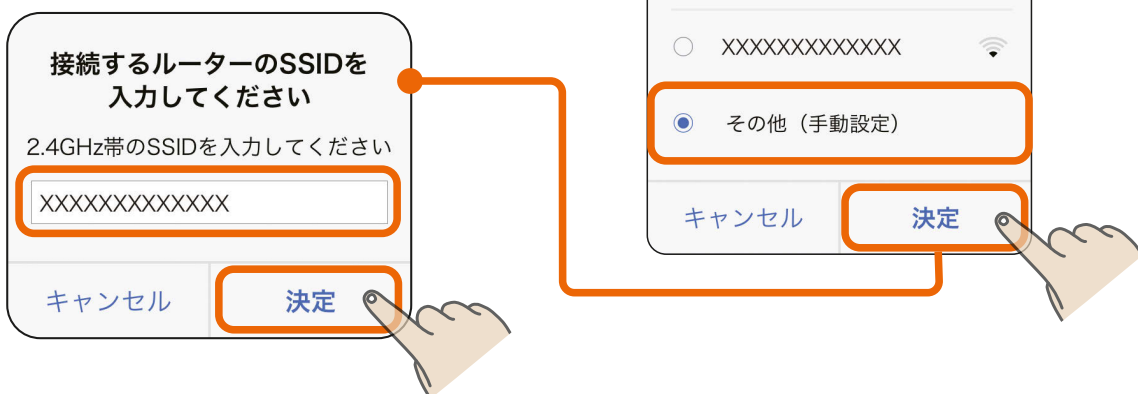 接続するルーターのSSIDを
入力してください
2.4GHz帯のSSIDを入力してください
XXXXXXXXXXXXX
キャンセル
決定
XXXXXXXXXXXXX
その他（手動設定）
キャンセル
決定